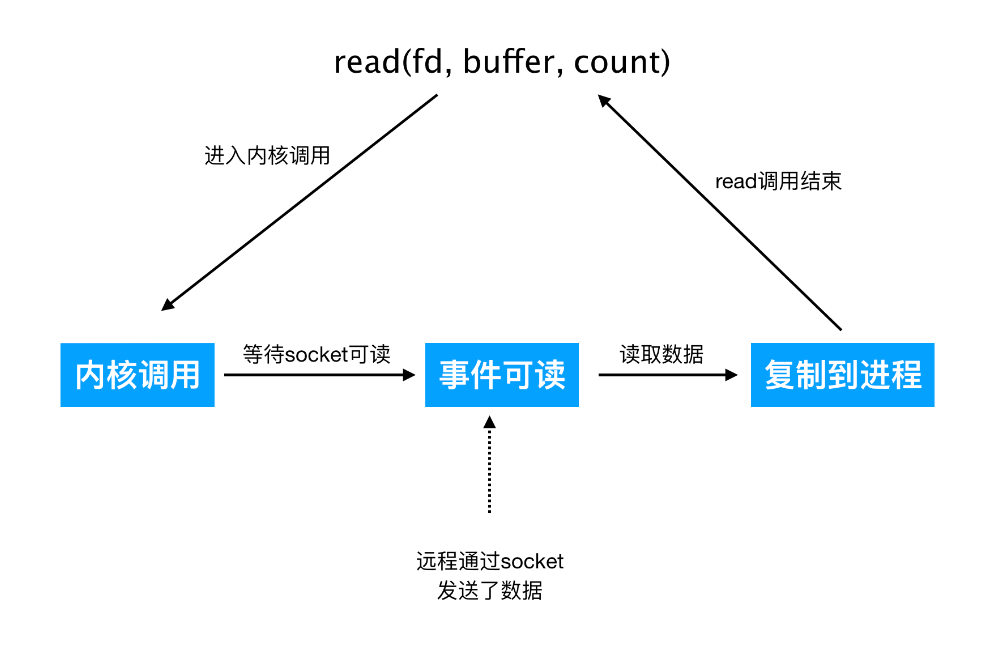 read(fd, buffer, count)
进入内核调用
read调用结束
内核调用
等待socket可读
事件可读
读取数据
复制到进程
远程通过socket
发送了数据